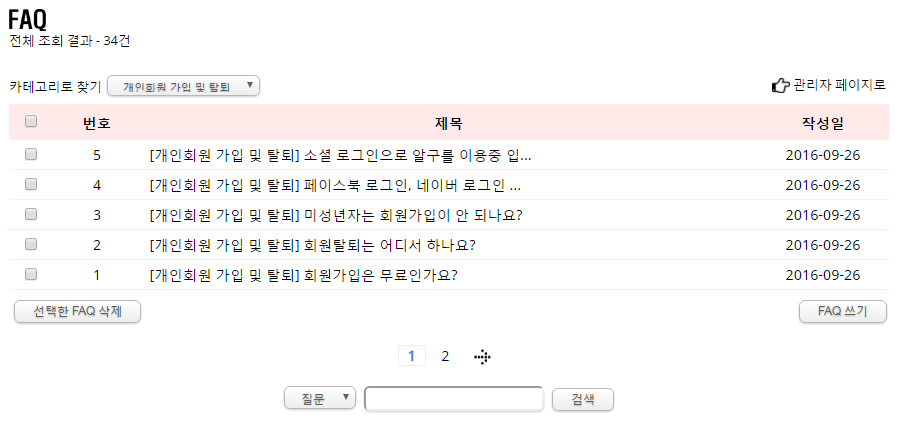 FAQ
전체 조회 결과 - 34건
카테고리로 찾기 개인회원 가입 및 탈퇴 관리자 페이지로
번호 제목 작성일
5 [개인회원 가입 및 탈퇴] 소셜 로그인으로 알구를 이용중 입... 2016-09-26
4 [개인회원 가입 및 탈퇴] 페이스북 로그인, 네이버 로그인 ... 2016-09-26
3 [개인회원 가입 및 탈퇴] 미성년자는 회원가입이 안 되나요? 2016-09-26
2 [개인회원 가입 및 탈퇴] 회원탈퇴는 어디서 하나요? 2016-09-26
1 [개인회원 가입 및 탈퇴] 회원가입은 무료인가요? 2016-09-26
선택한 FAQ 삭제 FAQ 쓰기
1 2
질문 검색